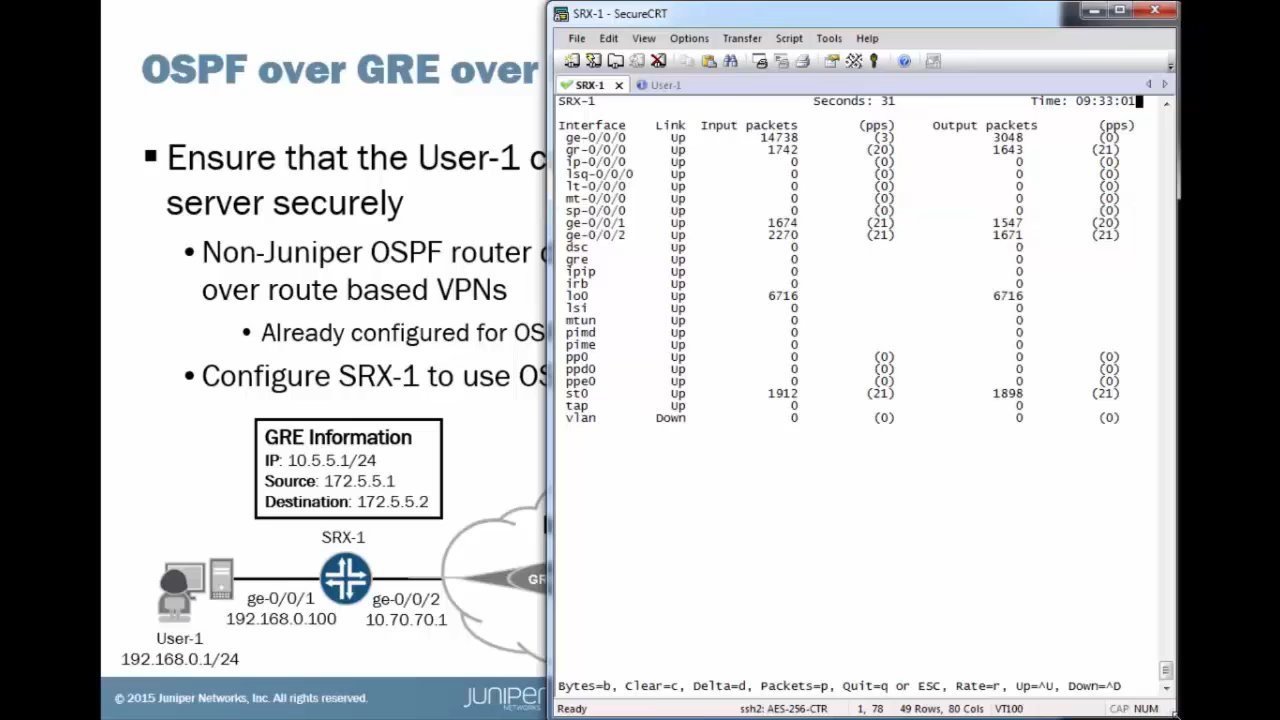 OSPF over GRE over
▪ Ensure that the User-1 c
server securely
• Non-Juniper OSPF router
over route based VPNs
• Already configured for OS
• Configure SRX-1 to use OS
GRE Information
IP: 10.5.5.1/24
Source: 172.5.5.1
Destination: 172.5.5.2
SRX-1
GR
ge-0/0/1
192.168.0.100
ge-0/0/2
10.70.70.1
User-1
192.168.0.1/24
© 2015 Juniper Networks, Inc. All rights reserved.
JUNIPER
NETWORKS
SRX-1 - SecureCRT
File Edit View Options Transfer Script Tools Help
SRX-1 User-1
SRX-1 Seconds: 31 Time: 09:33:01
Interface Link Input packets (pps) Output packets (pps)
ge-0/0/0 Up 14738 (3) 3048 (0)
gr-0/0/0 Up 1742 (20) 1643 (21)
ip-0/0/0 Up 0 (0) 0 (0)
lsq-0/0/0 Up 0 (0) 0 (0)
lt-0/0/0 Up 0 (0) 0 (0)
mt-0/0/0 Up 0 (0) 0 (0)
sp-0/0/0 Up 0 (0) 0 (0)
ge-0/0/1 Up 1674 (21) 1547 (20)
ge-0/0/2 Up 2270 (21) 1671 (21)
dsc Up 0 0
gre Up 0 0
ipip Up 0 0
irb Up 0 0
lo0 Up 6716 6716
lsi Up 0 0
mtun Up 0 0
pimd Up 0 0
pime Up 0 0
pp0 Up 0 (0) 0 (0)
ppd0 Up 0 (0) 0 (0)
ppe0 Up 0 (0) 0 (0)
st0 Up 1912 (21) 1898 (21)
tap Up 0 0
vlan Down 0 (0) 0 (0)
Bytes=b, Clear=c, Delta=d, Packets=p, Quit=q or ESC, Rate=r, Up=^U, Down=^D
Ready ssh2: AES-256-CTR 1, 78 49 Rows, 80 Cols VT100 CAP NUM